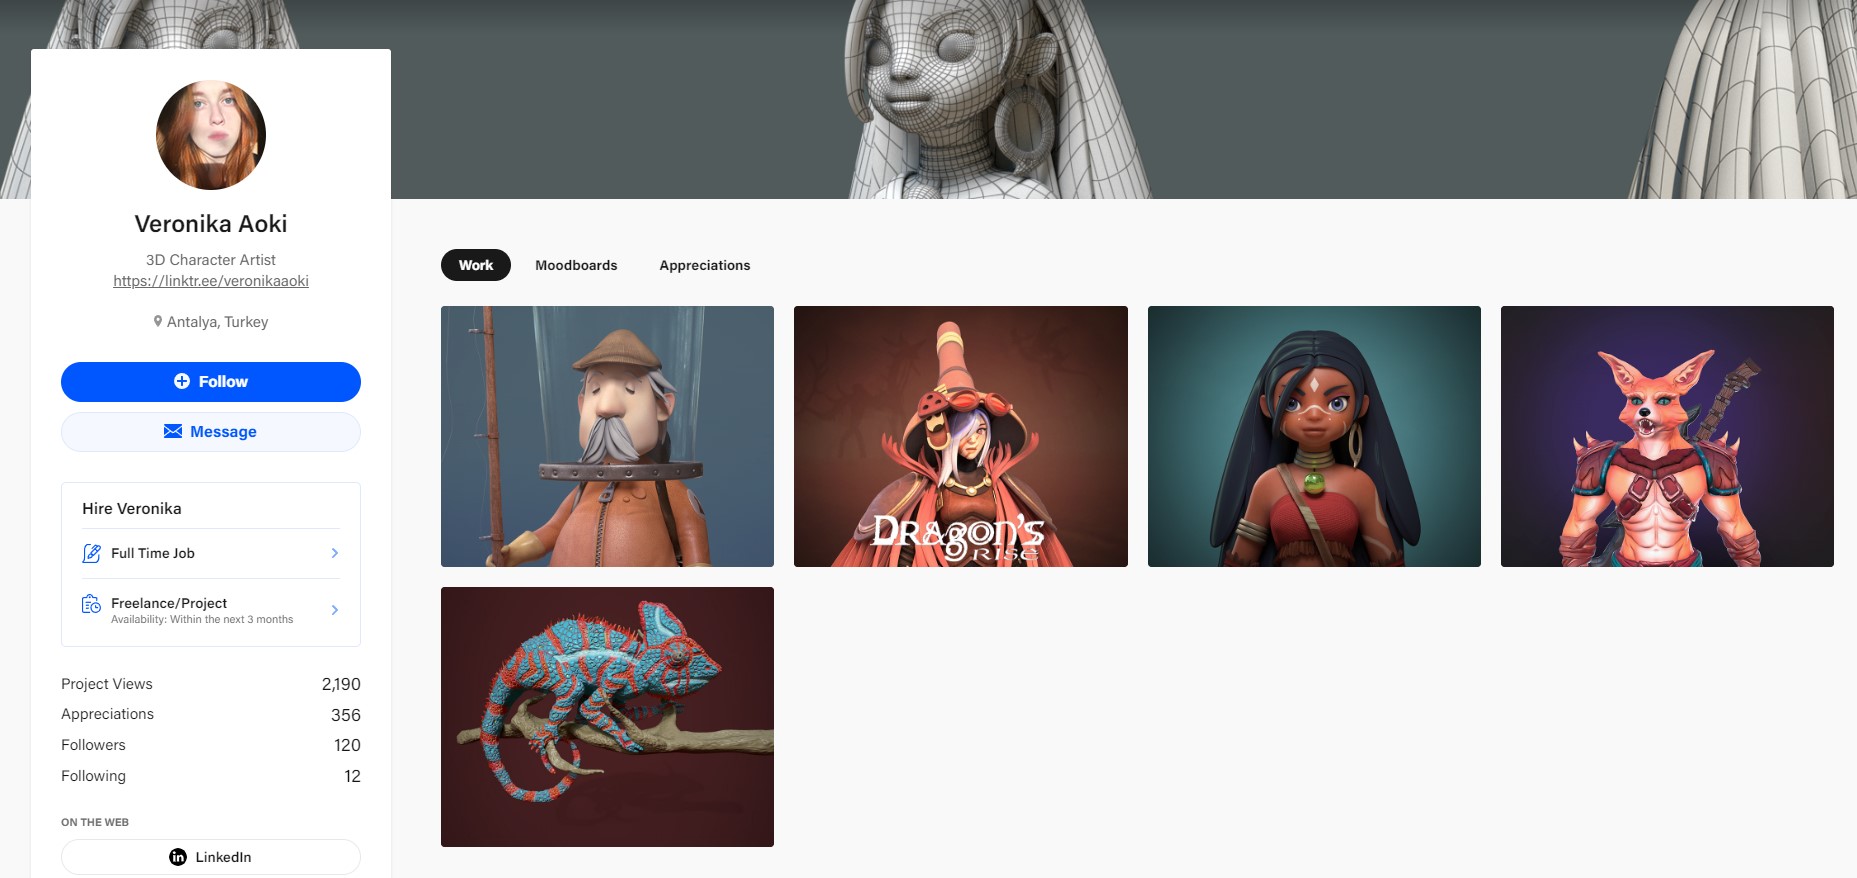 Veronika Aoki
3D Character Artist
https://linktr.ee/veronikaaoki
Antalya, Turkey
Follow
Message
Hire Veronika
Full Time Job
Freelance/Project
Availability: Within the next 3 months
Project Views 2,190
Appreciations 356
Followers 120
Following 12
ON THE WEB
LinkedIn
Work Moodboards Appreciations
DRAGON'S
RISE